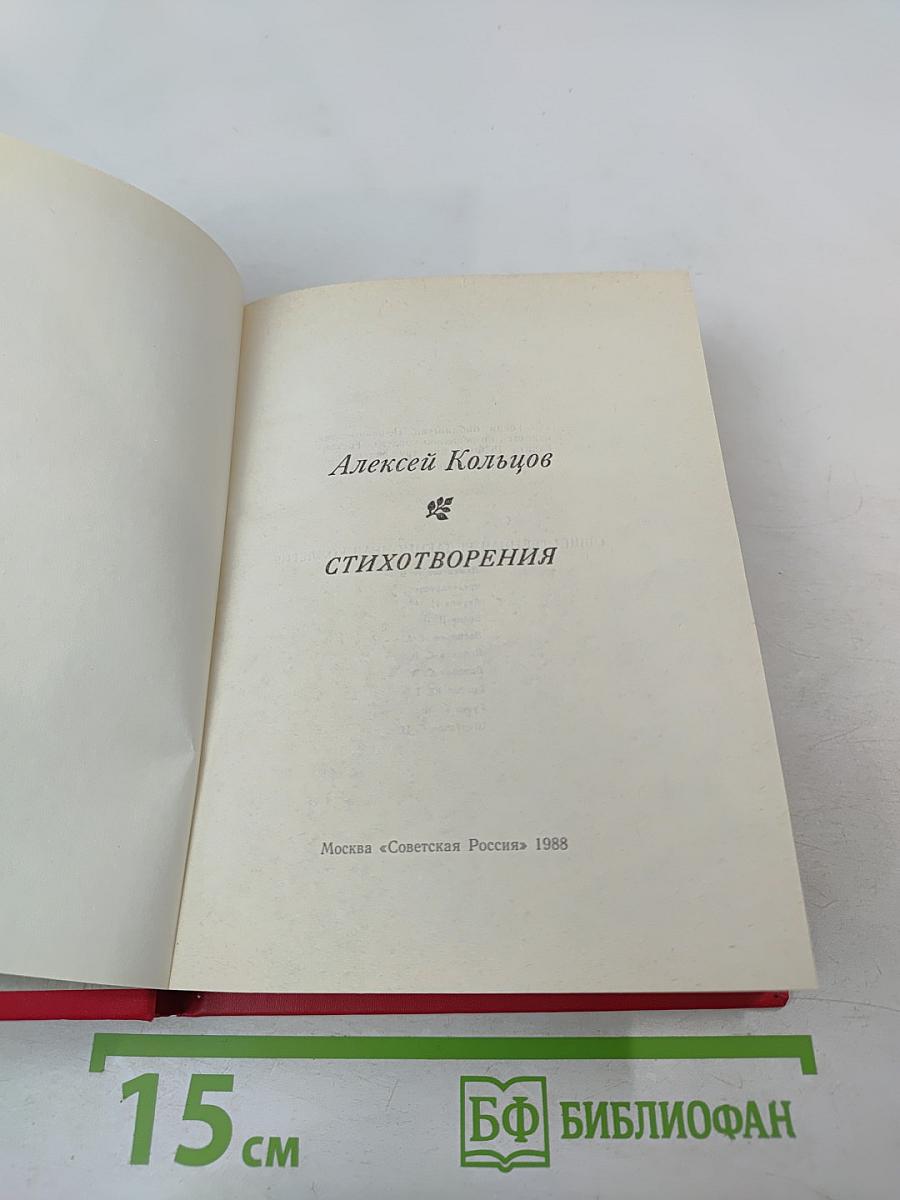 Алексей Кольцов
СТИХОТВОРЕНИЯ
Москва «Советская Россия» 1988
15 см
БФ БИБЛИОФАН